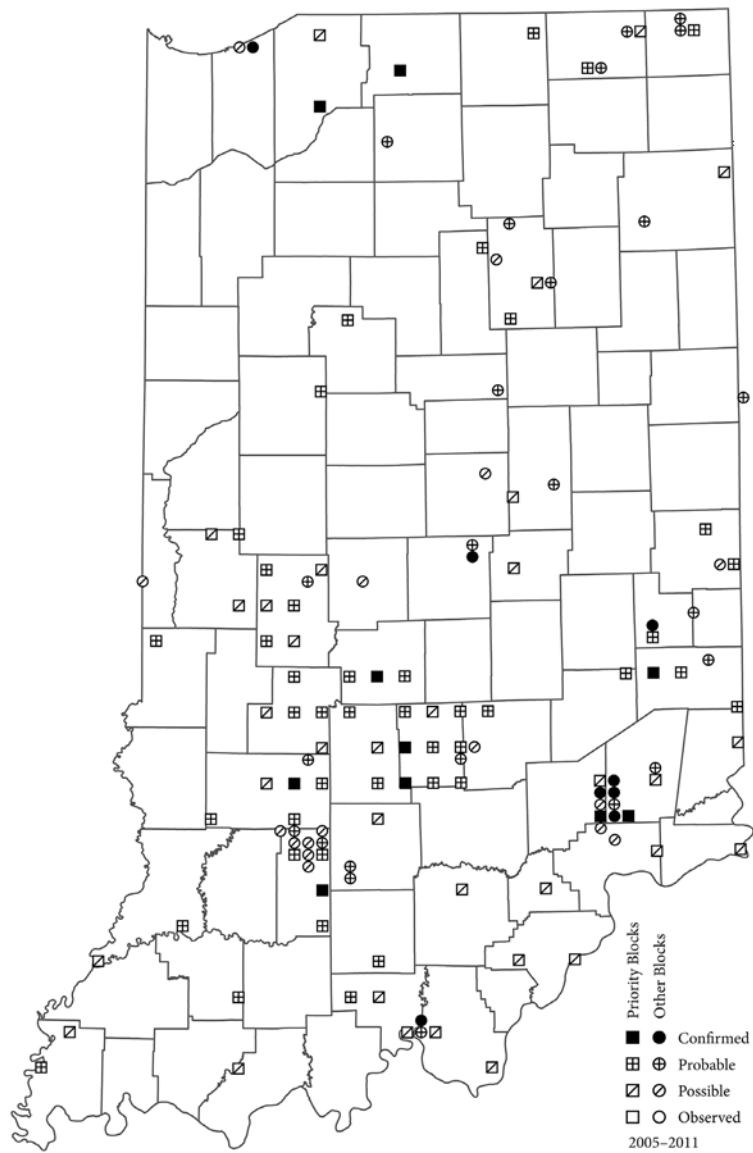 Priority Blocks
Other Blocks
Confirmed
Probable
Possible
Observed
2005–2011